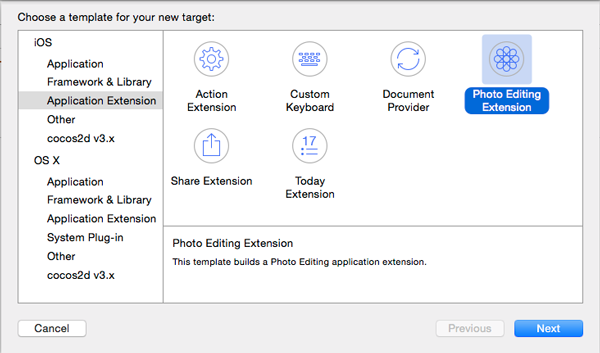 Choose a template for your new target:
iOS
Application
Framework & Library
Application Extension
Other
cocos2d v3.x
OS X
Application
Framework & Library
Application Extension
System Plug-in
Other
cocos2d v3.x
Action
Extension
Custom
Keyboard
Document
Provider
Photo Editing
Extension
Share Extension
17
Today
Extension
Photo Editing Extension
This template builds a Photo Editing application extension.
Cancel
Previous
Next